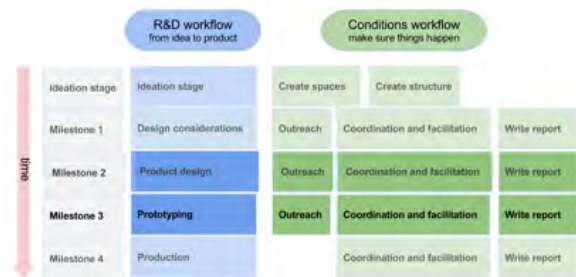 R&D workflow
from idea to product
Conditions workflow
make sure things happen
time
Ideation stage
Ideation stage
Create spaces
Create structure
Milestone 1
Design considerations
Outreach
Coordination and facilitation
Write report
Milestone 2
Product design
Outreach
Coordination and facilitation
Write report
Milestone 3
Prototyping
Outreach
Coordination and facilitation
Write report
Milestone 4
Production
Coordination and facilitation
Write report